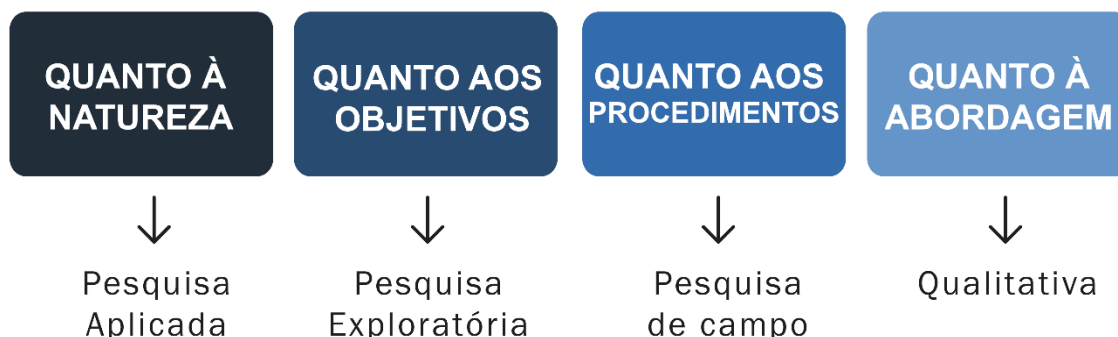 QUANTO À
NATUREZA
QUANTO AOS
OBJETIVOS
QUANTO AOS
PROCEDIMENTOS
QUANTO À
ABORDAGEM
Pesquisa
Aplicada
Pesquisa
Exploratória
Pesquisa
de campo
Qualitativa